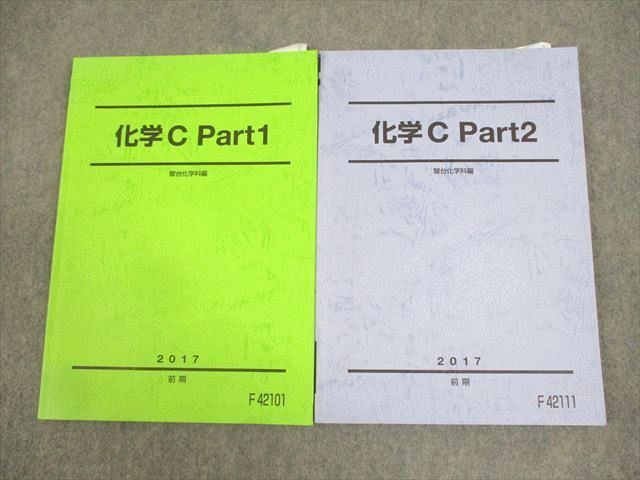 化学C Part1
駿台化学科編
2017
前期
F42101
化学C Part2
駿台化学科編
2017
前期
F42111